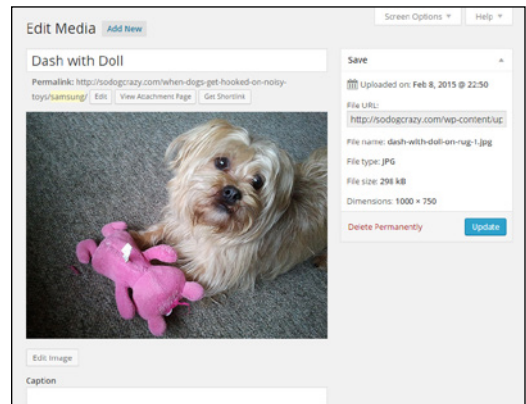 Screen Options
Help
Edit Media Add New
Dash with Doll
Permalink: http://sodogcrazy.com/when-dogs-get-hooked-on-noisy-
toys/samsung/ Edit View Attachment Page Get Shortlink
Edit Image
Caption
Save
Uploaded on: Feb 8, 2015 @ 22:50
File URL:
http://sodogcrazy.com/wp-content/up
File name: dash-with-doll-on-rug-1.jpg
File type: JPG
File size: 298 kB
Dimensions: 1000 × 750
Delete Permanently Update